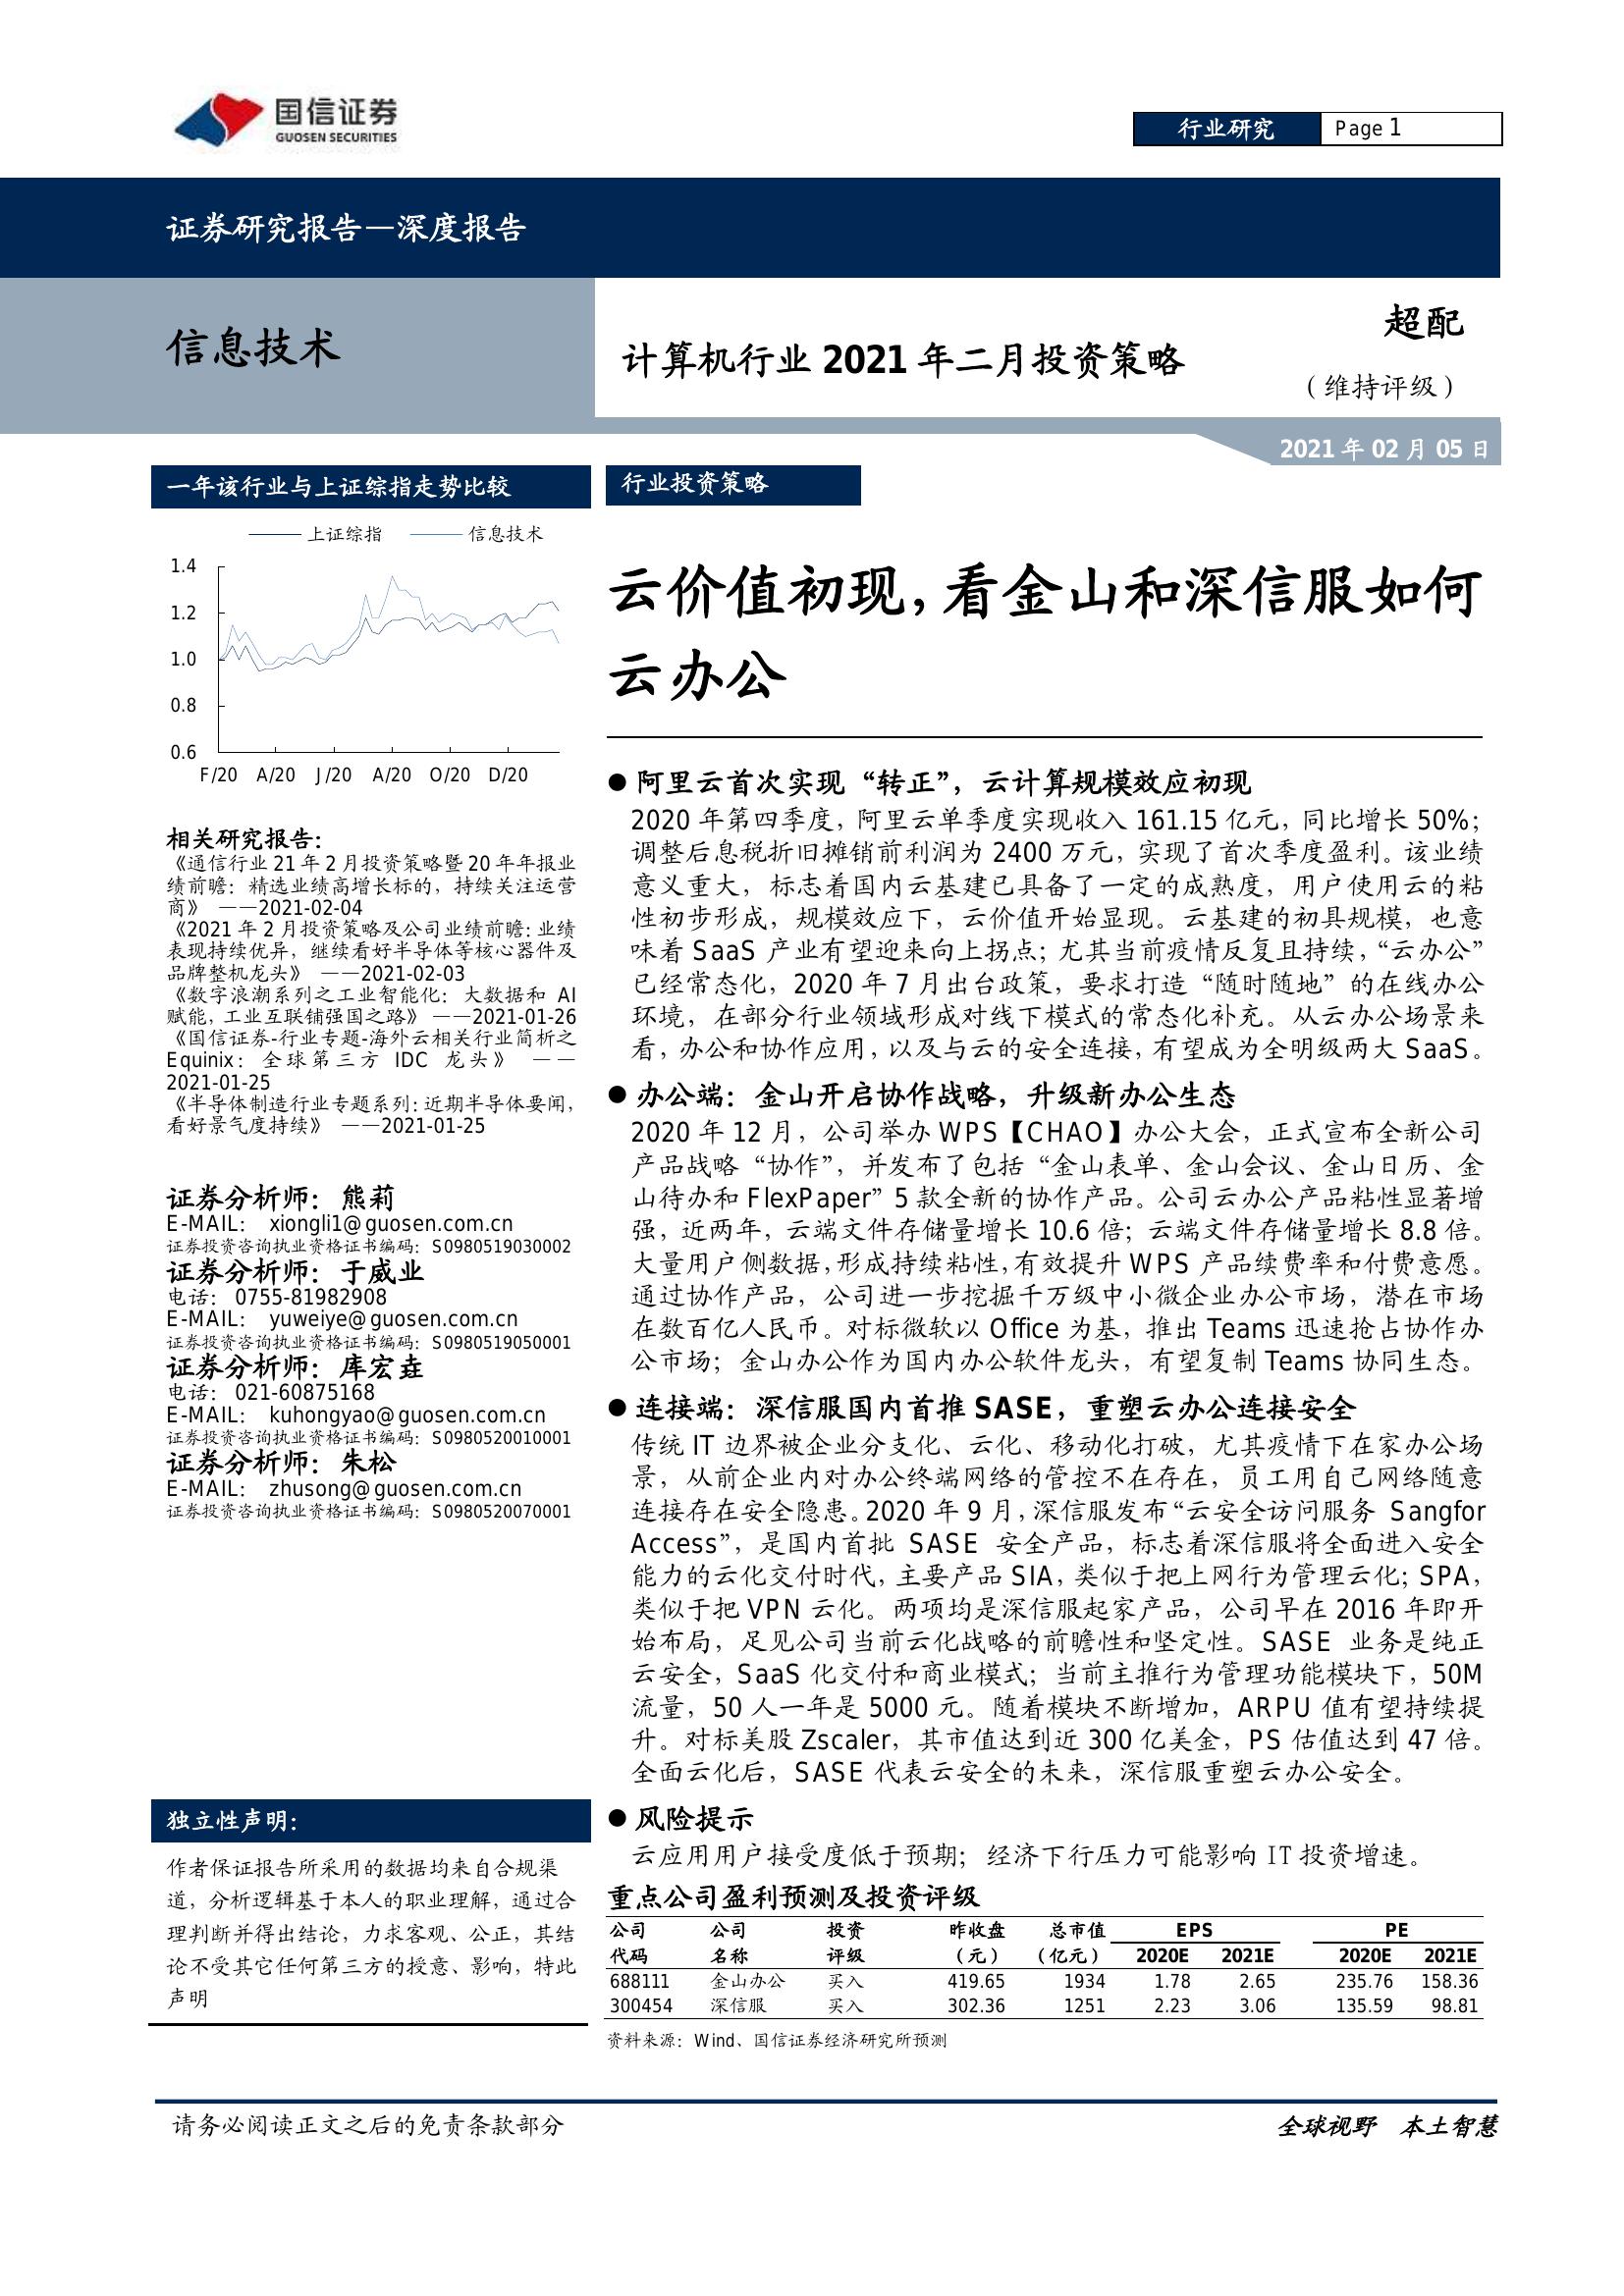 国信证券
GUOSEN SECURITIES
行业研究
Page 1
证券研究报告—深度报告
信息技术
计算机行业 2021 年二月投资策略
超配
（维持评级）
2021 年 02 月 05 日
一年该行业与上证综指走势比较
上证综指 信息技术
1.4
1.2
1.0
0.8
0.6
F/20 A/20 J/20 A/20 O/20 D/20
相关研究报告：
《通信行业 21 年 2 月投资策略暨 20 年年报业
绩前瞻：精选业绩高增长标的，持续关注运营
商》 ——2021-02-04
《2021 年 2 月投资策略及公司业绩前瞻：业绩
表现持续优异，继续看好半导体等核心器件及
品牌整机龙头》 ——2021-02-03
《数字浪潮系列之工业智能化：大数据和 AI
赋能，工业互联铺强国之路》 ——2021-01-26
《国信证券-行业专题-海外云相关行业简析之
Equinix：全球第三方 IDC 龙头》 ——
2021-01-25
《半导体制造行业专题系列：近期半导体要闻，
看好景气度持续》 ——2021-01-25
证券分析师：熊莉
E-MAIL： xiongli1@guosen.com.cn
证券投资咨询执业资格证书编码：S0980519030002
证券分析师：于威业
电话： 0755-81982908
E-MAIL： yuweiye@guosen.com.cn
证券投资咨询执业资格证书编码：S0980519050001
证券分析师：库宏垚
电话： 021-60875168
E-MAIL： kuhongyao@guosen.com.cn
证券投资咨询执业资格证书编码：S0980520010001
证券分析师：朱松
E-MAIL： zhusong@guosen.com.cn
证券投资咨询执业资格证书编码：S0980520070001
独立性声明：
作者保证报告所采用的数据均来自合规渠
道，分析逻辑基于本人的职业理解，通过合
理判断并得出结论，力求客观、公正，其结
论不受其它任何第三方的授意、影响，特此
声明
行业投资策略
云价值初现，看金山和深信服如何
云办公
● 阿里云首次实现“转正”，云计算规模效应初现
2020 年第四季度，阿里云单季度实现收入 161.15 亿元，同比增长 50%；
调整后息税折旧摊销前利润为 2400 万元，实现了首次季度盈利。该业绩
意义重大，标志着国内云基建已具备了一定的成熟度，用户使用云的粘
性初步形成，规模效应下，云价值开始显现。云基建的初具规模，也意
味着 SaaS 产业有望迎来向上拐点；尤其当前疫情反复且持续，“云办公”
已经常态化，2020 年 7 月出台政策，要求打造“随时随地”的在线办公
环境，在部分行业领域形成对线下模式的常态化补充。从云办公场景来
看，办公和协作应用，以及与云的安全连接，有望成为全明级两大 SaaS。
● 办公端：金山开启协作战略，升级新办公生态
2020 年 12 月，公司举办 WPS【CHAO】办公大会，正式宣布全新公司
产品战略“协作”，并发布了包括“金山表单、金山会议、金山日历、金
山待办和 FlexPaper”5 款全新的协作产品。公司云办公产品粘性显著增
强，近两年，云端文件存储量增长 10.6 倍；云端文件存储量增长 8.8 倍。
大量用户侧数据，形成持续粘性，有效提升 WPS 产品续费率和付费意愿。
通过协作产品，公司进一步挖掘千万级中小微企业办公市场，潜在市场
在数百亿人民币。对标微软以 Office 为基，推出 Teams 迅速抢占协作办
公市场；金山办公作为国内办公软件龙头，有望复制 Teams 协同生态。
● 连接端：深信服国内首推 SASE，重塑云办公连接安全
传统 IT 边界被企业分支化、云化、移动化打破，尤其疫情下在家办公场
景，从前企业内对办公终端网络的管控不在存在，员工用自己网络随意
连接存在安全隐患。2020 年 9 月，深信服发布“云安全访问服务 Sangfor
Access”，是国内首批 SASE 安全产品，标志着深信服将全面进入安全
能力的云化交付时代，主要产品 SIA，类似于把上网行为管理云化；SPA，
类似于把 VPN 云化。两项均是深信服起家产品，公司早在 2016 年即开
始布局，足见公司当前云化战略的前瞻性和坚定性。SASE 业务是纯正
云安全，SaaS 化交付和商业模式；当前主推行为管理功能模块下，50M
流量，50 人一年是 5000 元。随着模块不断增加，ARPU 值有望持续提
升。对标美股 Zscaler，其市值达到近 300 亿美金，PS 估值达到 47 倍。
全面云化后，SASE 代表云安全的未来，深信服重塑云办公安全。
● 风险提示
云应用用户接受度低于预期；经济下行压力可能影响 IT 投资增速。
重点公司盈利预测及投资评级
公司 公司 投资 昨收盘 总市值 EPS PE
代码 名称 评级 （元） （亿元） 2020E 2021E 2020E 2021E
688111 金山办公 买入 419.65 1934 1.78 2.65 235.76 158.36
300454 深信服 买入 302.36 1251 2.23 3.06 135.59 98.81
资料来源：Wind、国信证券经济研究所预测
请务必阅读正文之后的免责条款部分
全球视野 本土智慧